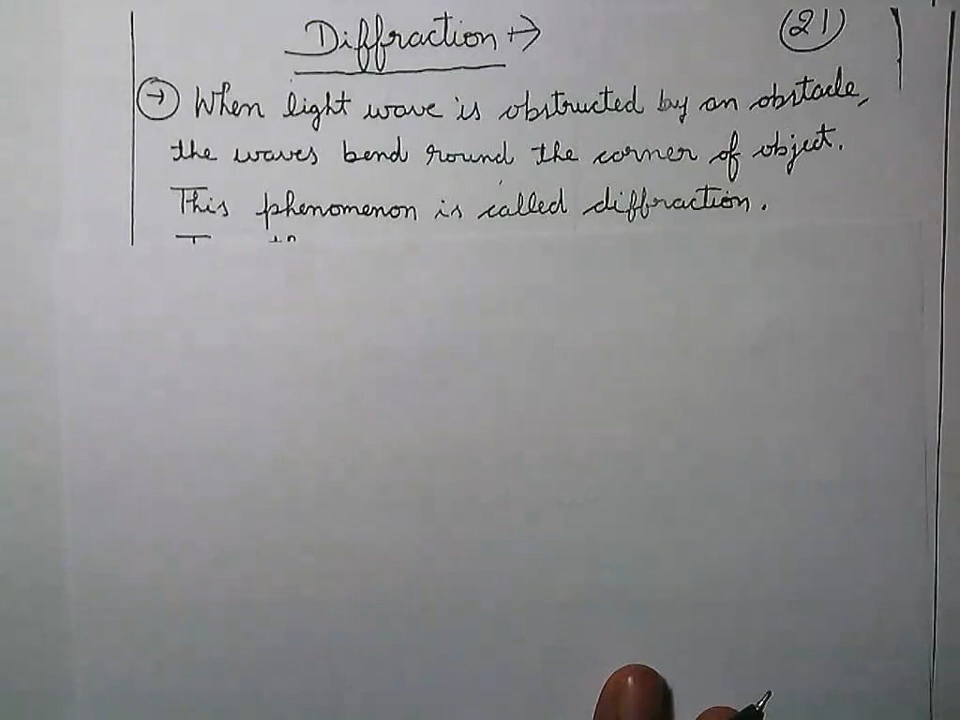 Diffraction → (21)
(→) When light wave is obstructed by an obstacle,
the waves bend round the corner of object.
This phenomenon is called diffraction.